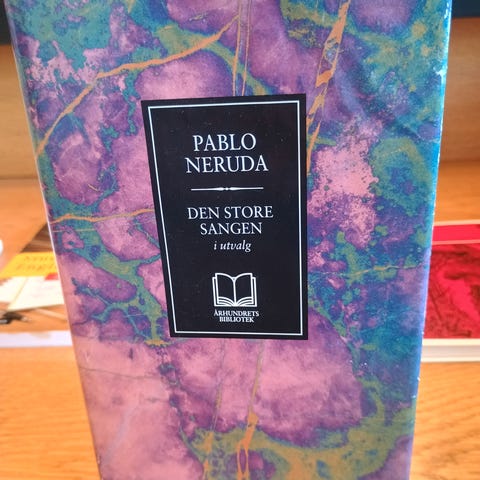 PABLO
NERUDA
DEN STORE
SANGEN
i utvalg
ÅRHUNDRETS
BIBLIOTEK